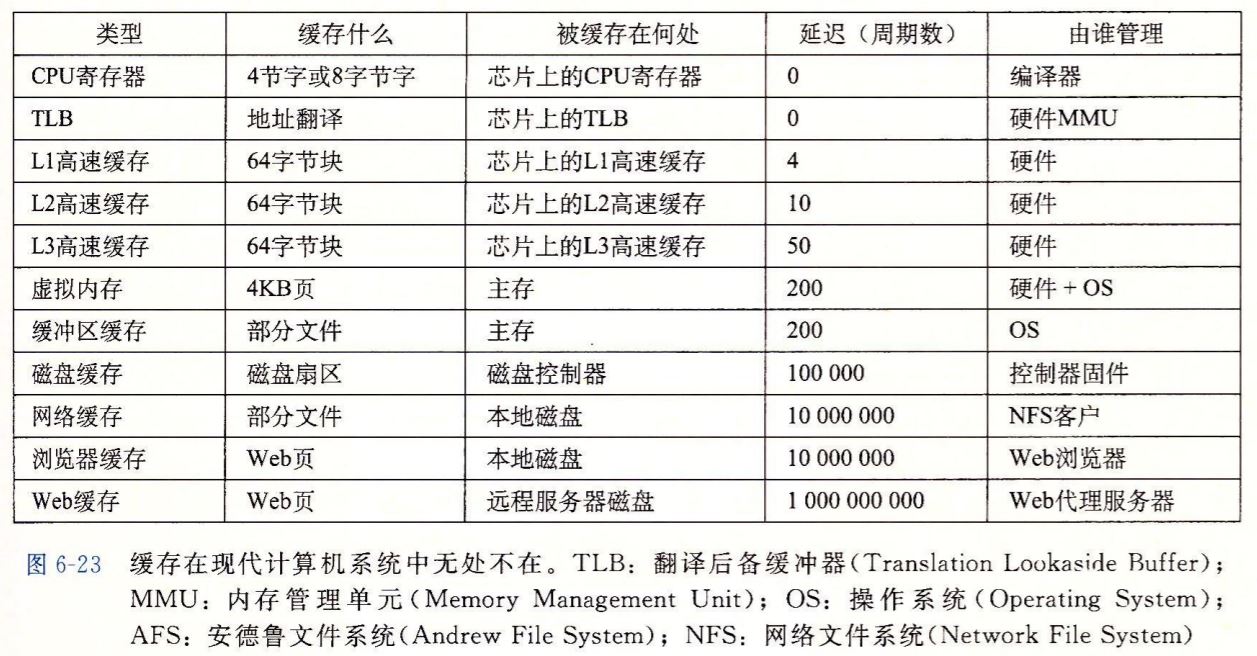 类型 缓存什么 被缓存在何处 延迟（周期数） 由谁管理
CPU寄存器 4节字或8字节字 芯片上的CPU寄存器 0 编译器
TLB 地址翻译 芯片上的TLB 0 硬件MMU
L1高速缓存 64字节块 芯片上的L1高速缓存 4 硬件
L2高速缓存 64字节块 芯片上的L2高速缓存 10 硬件
L3高速缓存 64字节块 芯片上的L3高速缓存 50 硬件
虚拟内存 4KB页 主存 200 硬件 + OS
缓冲区缓存 部分文件 主存 200 OS
磁盘缓存 磁盘扇区 磁盘控制器 100 000 控制器固件
网络缓存 部分文件 本地磁盘 10 000 000 NFS客户
浏览器缓存 Web页 本地磁盘 10 000 000 Web浏览器
Web缓存 Web页 远程服务器磁盘 1 000 000 000 Web代理服务器
图 6-23 缓存在现代计算机系统中无处不在。TLB：翻译后备缓冲器(Translation Lookaside Buffer)；
MMU：内存管理单元(Memory Management Unit)；OS：操作系统(Operating System)；
AFS：安德鲁文件系统(Andrew File System)；NFS：网络文件系统(Network File System)